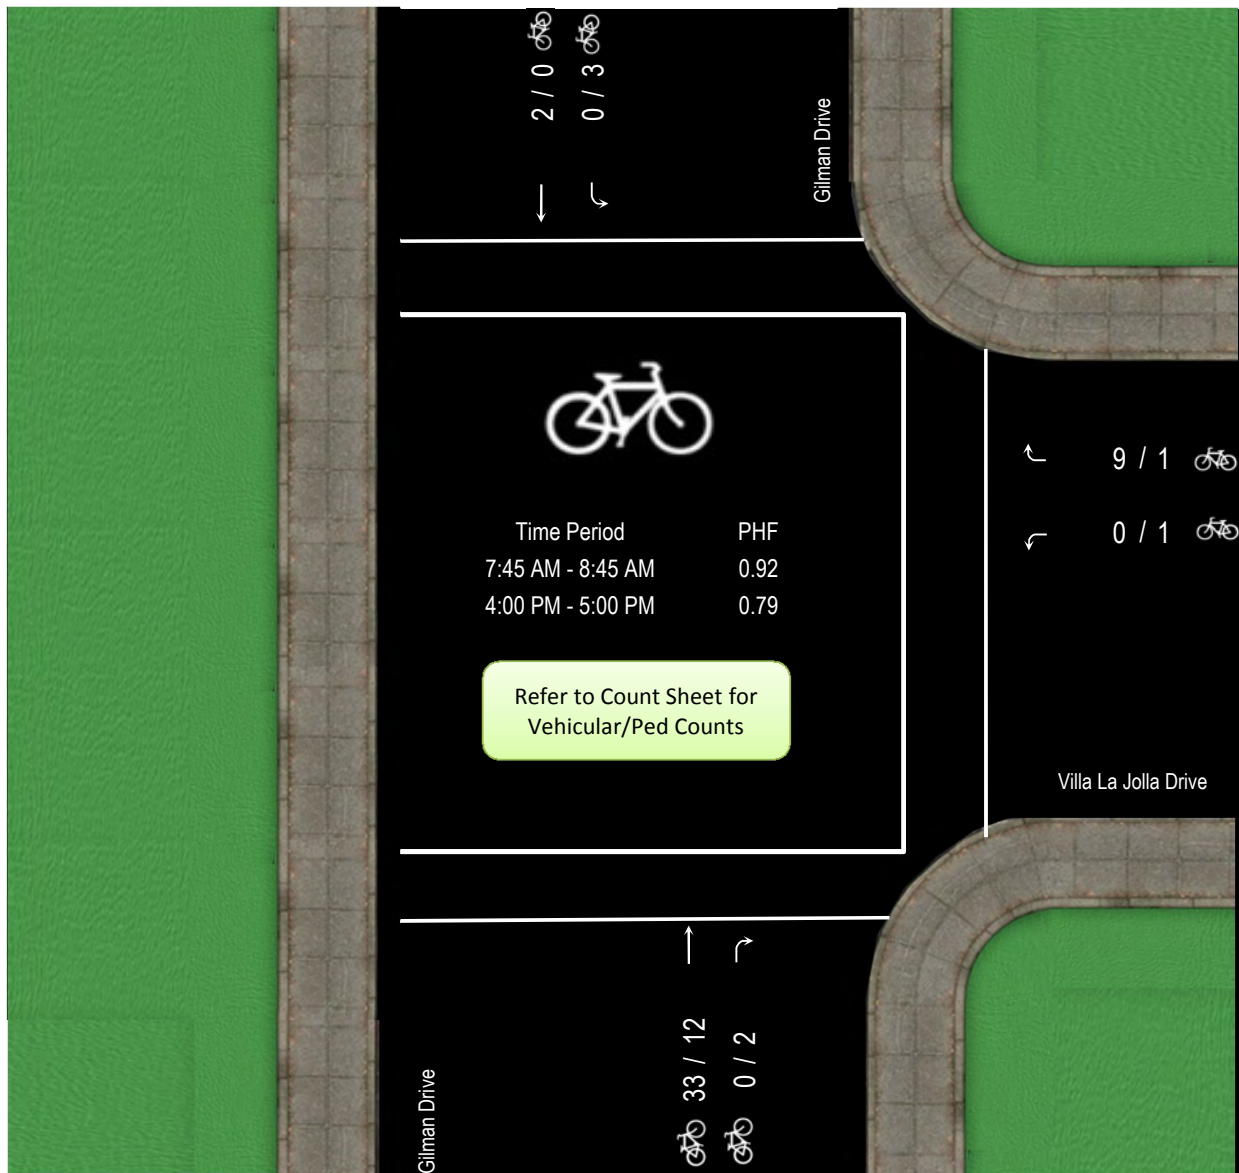 2 / 0
0 / 3
Gilman Drive
9 / 1
0 / 1
Time Period PHF
7:45 AM - 8:45 AM 0.92
4:00 PM - 5:00 PM 0.79
Refer to Count Sheet for
Vehicular/Ped Counts
Villa La Jolla Drive
33 / 12
0 / 2
Gilman Drive